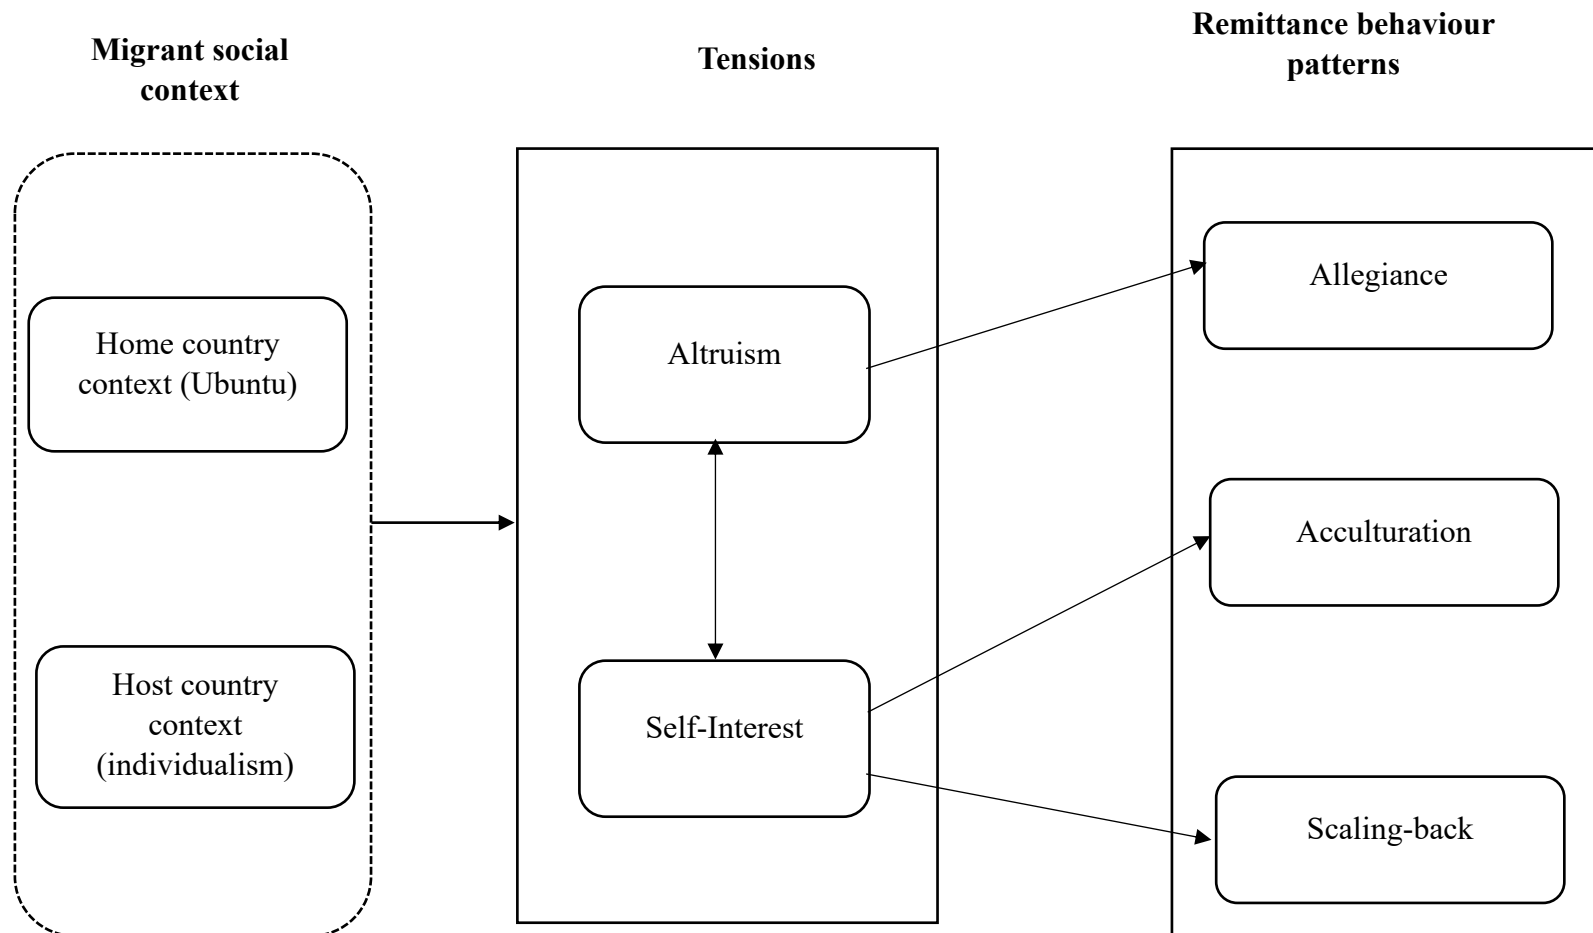 Migrant social
context
Tensions
Remittance behaviour
patterns
Home country
context (Ubuntu)
Host country
context
(individualism)
Altruism
Self-Interest
Allegiance
Acculturation
Scaling-back